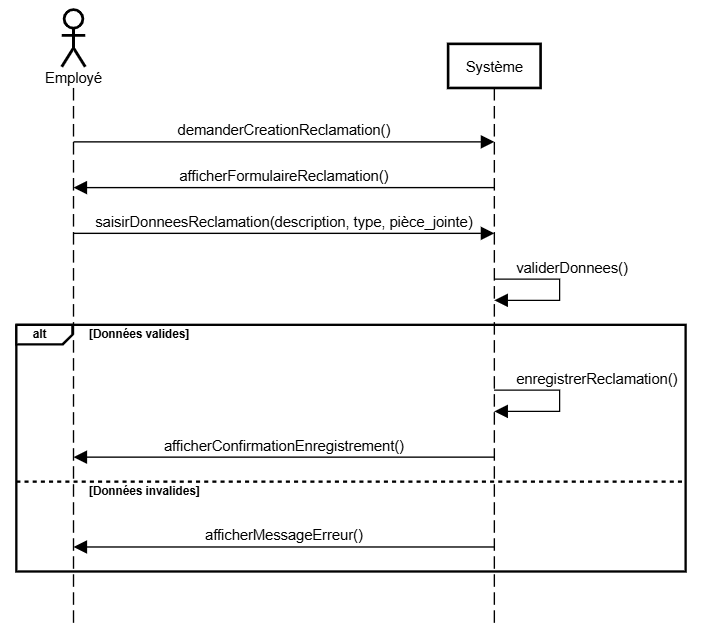 Employé
Système
demanderCreationReclamation()
afficherFormulaireReclamation()
saisirDonneesReclamation(description, type, pièce_jointe)
validerDonnees()
alt
[Données valides]
enregistrerReclamation()
afficherConfirmationEnregistrement()
[Données invalides]
afficherMessageErreur()